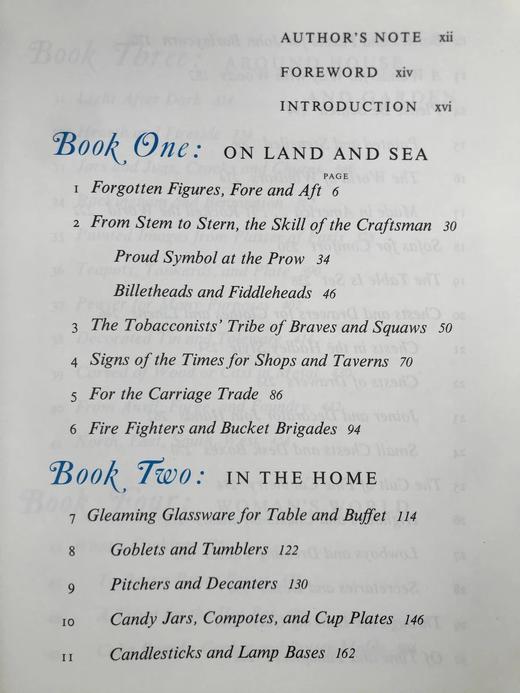 AUTHOR'S NOTE xii
FOREWORD xiv
INTRODUCTION xvi
Book One: ON LAND AND SEA
PAGE
1 Forgotten Figures, Fore and Aft 6
2 From Stem to Stern, the Skill of the Craftsman 30
Proud Symbol at the Prow 34
Billetheads and Fiddleheads 46
3 The Tobacconists' Tribe of Braves and Squaws 50
4 Signs of the Times for Shops and Taverns 70
5 For the Carriage Trade 86
6 Fire Fighters and Bucket Brigades 94
Book Two: IN THE HOME
7 Gleaming Glassware for Table and Buffet 114
8 Goblets and Tumblers 122
9 Pitchers and Decanters 130
10 Candy Jars, Compotes, and Cup Plates 146
11 Candlesticks and Lamp Bases 162